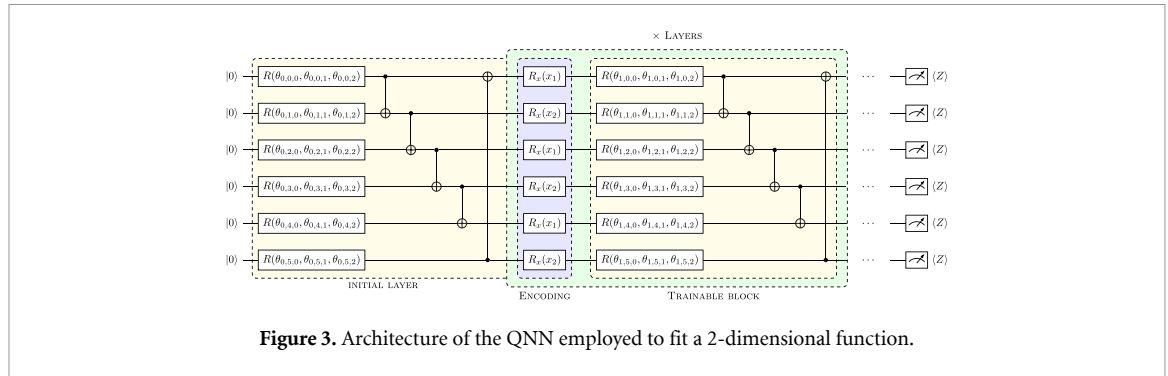 × LAYERS
|0⟩ R(θ0,0,0, θ0,0,1, θ0,0,2) Rx(x1) R(θ1,0,0, θ1,0,1, θ1,0,2) ··· ⟨Z⟩
|0⟩ R(θ0,1,0, θ0,1,1, θ0,1,2) Rx(x2) R(θ1,1,0, θ1,1,1, θ1,1,2) ··· ⟨Z⟩
|0⟩ R(θ0,2,0, θ0,2,1, θ0,2,2) Rx(x1) R(θ1,2,0, θ1,2,1, θ1,2,2) ··· ⟨Z⟩
|0⟩ R(θ0,3,0, θ0,3,1, θ0,3,2) Rx(x2) R(θ1,3,0, θ1,3,1, θ1,3,2) ··· ⟨Z⟩
|0⟩ R(θ0,4,0, θ0,4,1, θ0,4,2) Rx(x1) R(θ1,4,0, θ1,4,1, θ1,4,2) ··· ⟨Z⟩
|0⟩ R(θ0,5,0, θ0,5,1, θ0,5,2) Rx(x2) R(θ1,5,0, θ1,5,1, θ1,5,2) ··· ⟨Z⟩
INITIAL LAYER
ENCODING TRAINABLE BLOCK
Figure 3. Architecture of the QNN employed to fit a 2-dimensional function.